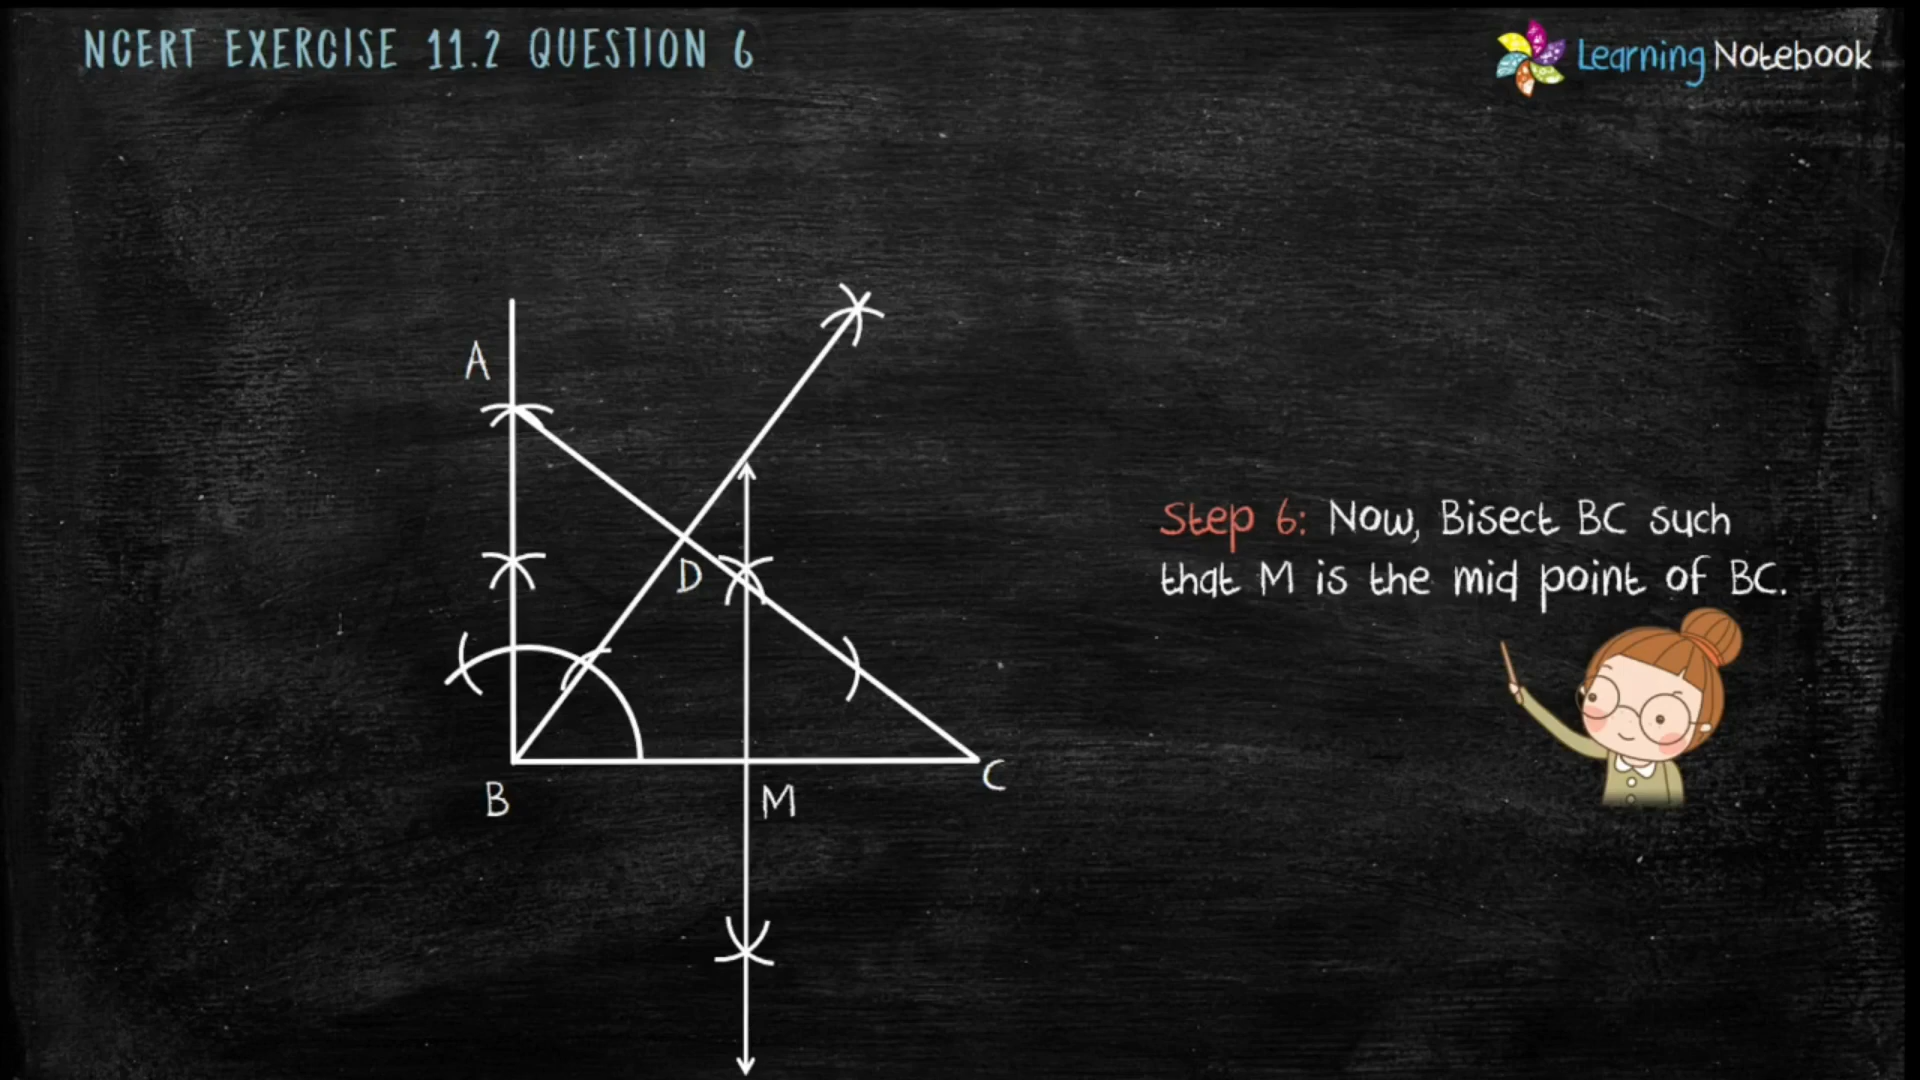 NCERT EXERCISE 11.2 QUESTION 6
Learning Notebook
A
D
B
M
C
Step 6: Now, Bisect BC such
that M is the mid point of BC.